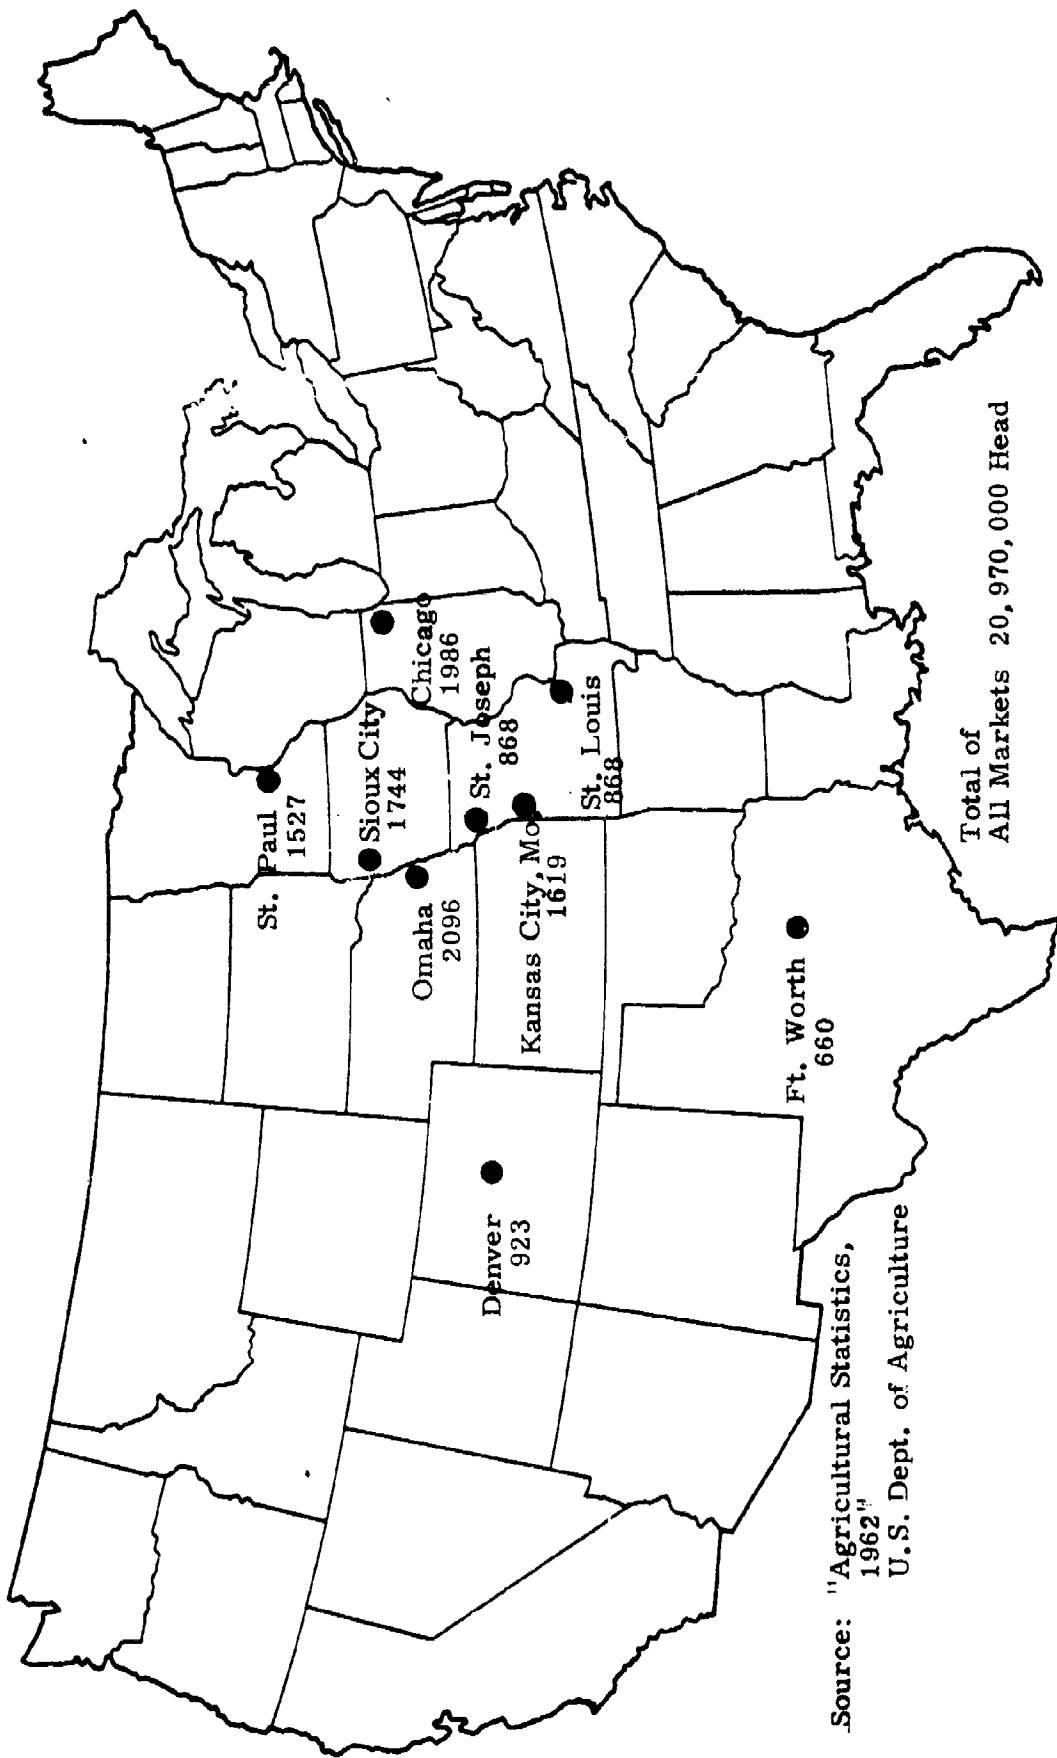 St. Paul
1527
Sioux City
1744
Chicago
1986
Omaha
2096
St. Joseph
868
Kansas City, Mo
1619
St. Louis
868
Denver
923
Ft. Worth
660
Source: "Agricultural Statistics,
1962"
U.S. Dept. of Agriculture
Total of
All Markets 20,970,000 Head